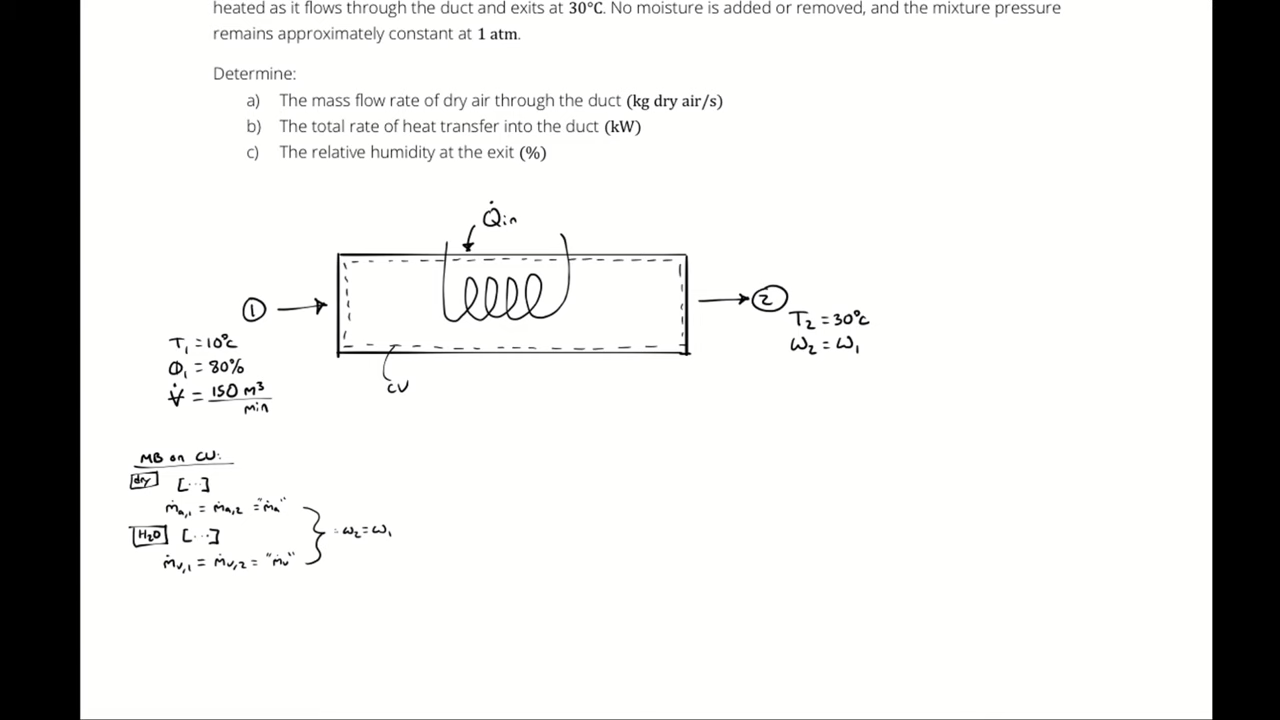 heated as it flows through the duct and exits at 30°C. No moisture is added or removed, and the mixture pressure
remains approximately constant at 1 atm.
Determine:
a) The mass flow rate of dry air through the duct (kg dry air/s)
b) The total rate of heat transfer into the duct (kW)
c) The relative humidity at the exit (%)
Q̇in
1
2
T₁ = 10°C
Φ₁ = 80%
V̇ = 150 m³/min
T₂ = 30°C
ω₂ = ω₁
CV
MB on CV:
dry [...]
ṁa,1 = ṁa,2 = "ṁa"
H₂O [...]
ṁv,1 = ṁv,2 = "ṁv"
∴ ω₂ = ω₁